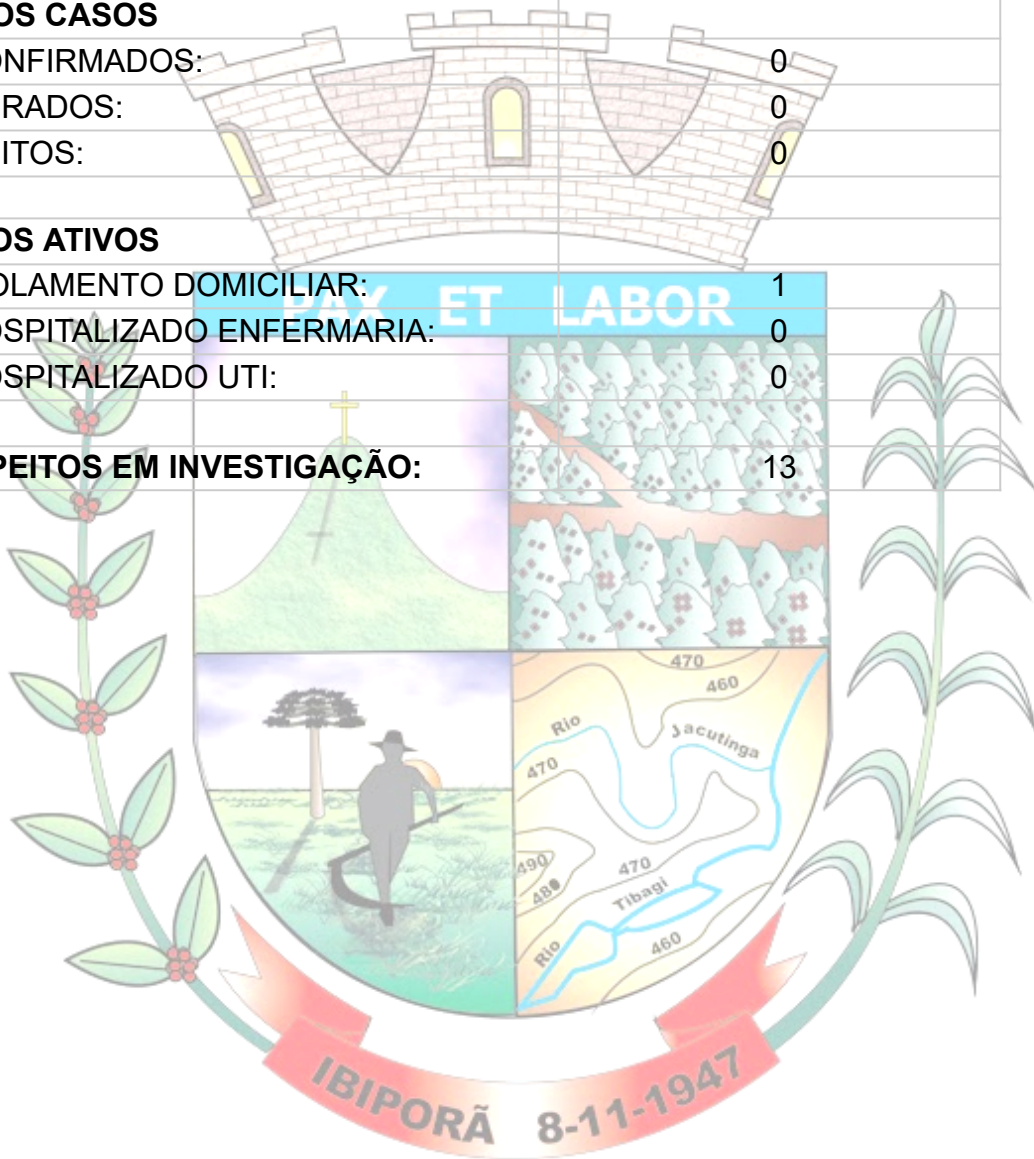 OS CASOS
ONFIRMADOS: 0
RADOS: 0
ITOS: 0
OS ATIVOS
OLAMENTO DOMICILIAR: 1
OSPITALIZADO ENFERMARIA: 0
OSPITALIZADO UTI: 0
PEITOS EM INVESTIGAÇÃO: 13
PAX ET LABOR
470
460
Rio Jacutinga
470
490
480
470
Rio Tibagi
460
IBIPORÃ 8-11-1947